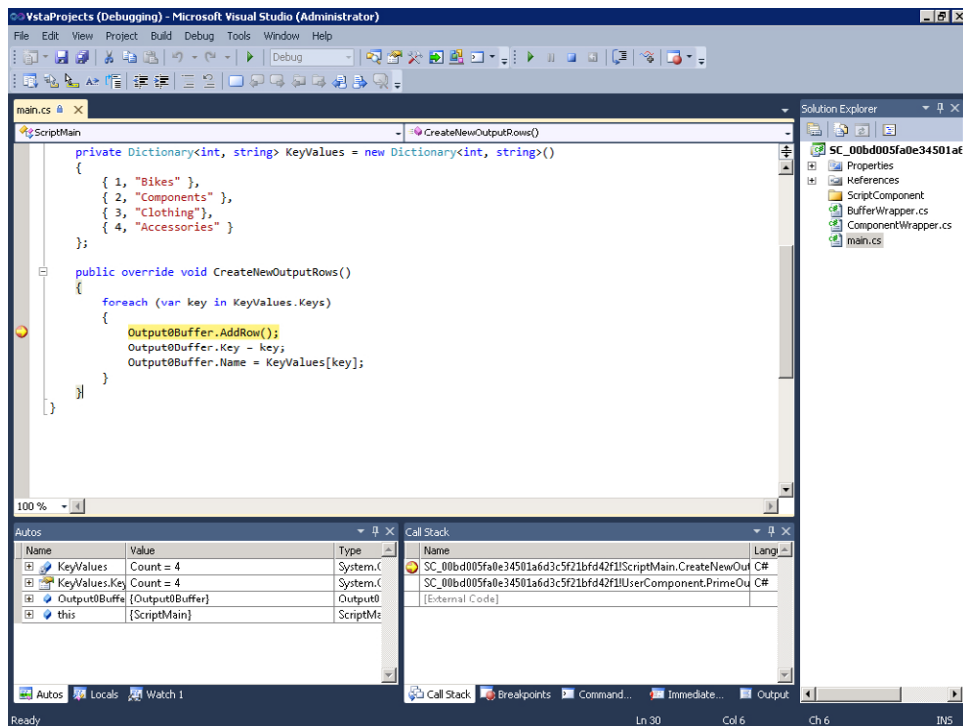 VstaProjects (Debugging) - Microsoft Visual Studio (Administrator)
File Edit View Project Build Debug Tools Window Help
Debug
main.cs
Solution Explorer
ScriptMain
CreateNewOutputRows()
private Dictionary<int, string> KeyValues = new Dictionary<int, string>()
{
{ 1, "Bikes" },
{ 2, "Components" },
{ 3, "Clothing"},
{ 4, "Accessories" }
};
public override void CreateNewOutputRows()
{
foreach (var key in KeyValues.Keys)
{
Output0Buffer.AddRow();
Output0Buffer.Key = key;
Output0Buffer.Name = KeyValues[key];
}
}
}
100 %
SC_00bd005fa0e34501a6
Properties
References
ScriptComponent
BufferWrapper.cs
ComponentWrapper.cs
main.cs
Autos
Name Value Type
KeyValues Count = 4 System.C
KeyValues.Key Count = 4 System.C
Output0Buffe {Output0Buffer} Output0
this {ScriptMain} ScriptMa
Autos Locals Watch 1
Call Stack
Name Langu
SC_00bd005fa0e34501a6d3c5f21bfd42f1!ScriptMain.CreateNewOut C#
SC_00bd005fa0e34501a6d3c5f21bfd42f1!UserComponent.PrimeOu C#
[External Code]
Call Stack Breakpoints Command... Immediate... Output
Ready Ln 30 Col 6 Ch 6 INS